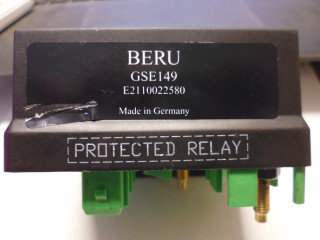 BERU
GSE149
E2110022580
Made in Germany
PROTECTED RELAY